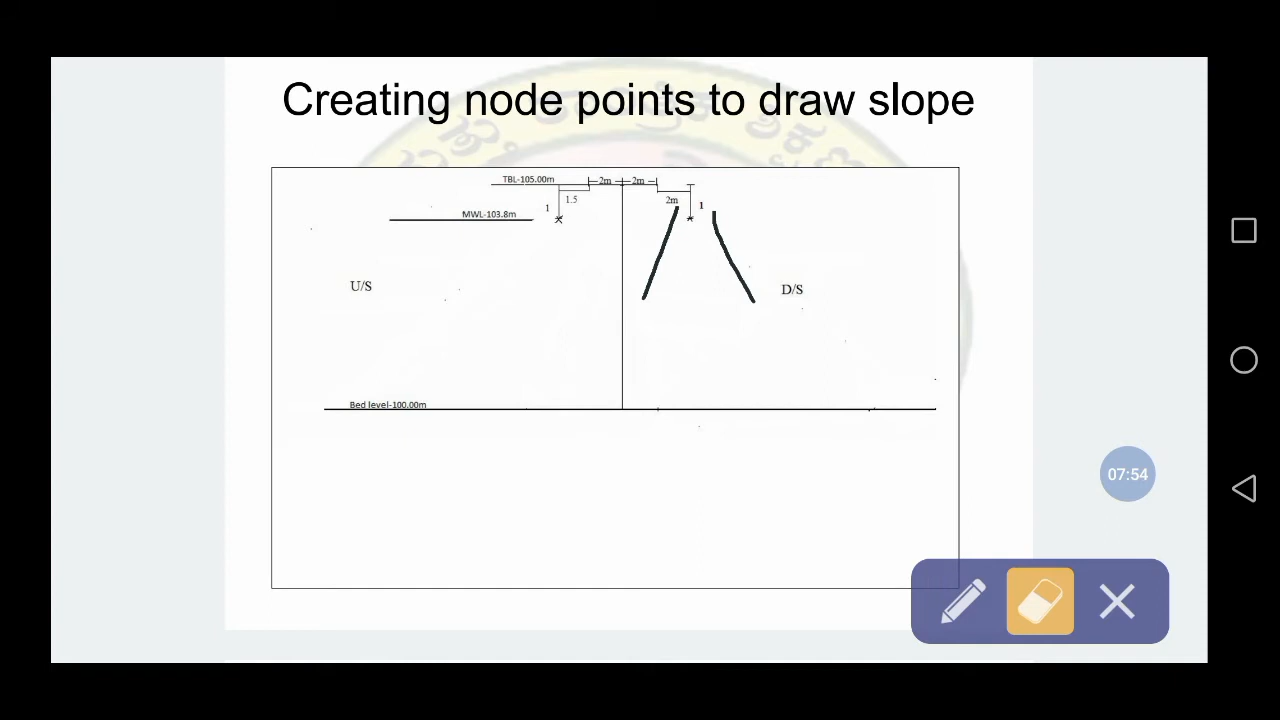 Creating node points to draw slope
TBL-105.00m
2m 2m
1.5
1
2m
1
MWL-103.8m
U/S
D/S
Bed level-100.00m
07:54